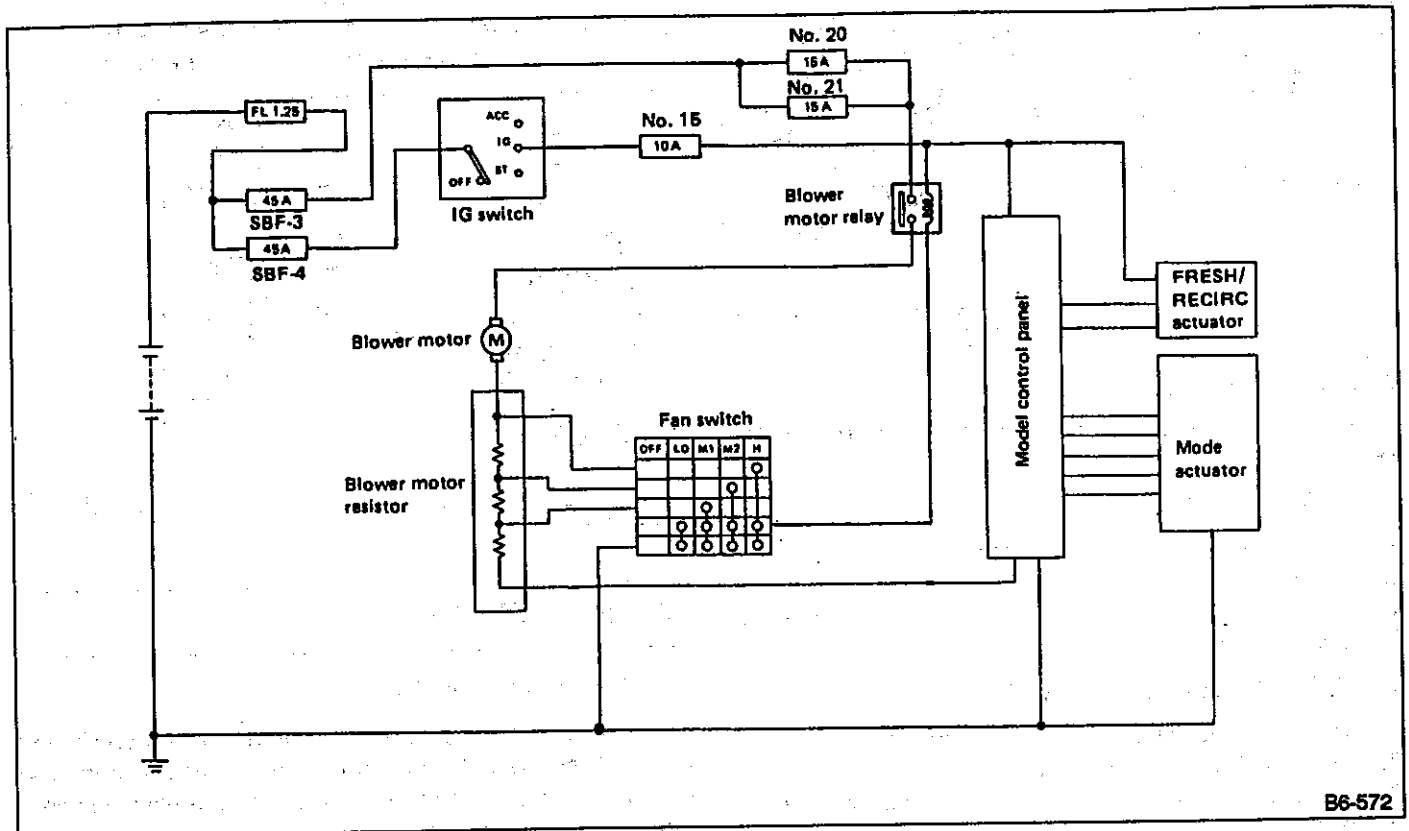 No. 20
15A
No. 21
15A
FL 1.25
ACC
IG
ST
OFF
IG switch
No. 15
10A
45A
SBF-3
45A
SBF-4
Blower
motor relay
Model control panel
FRESH/
RECIRC
actuator
Blower motor
M
Fan switch
OFF LO M1 M2 H
Mode
actuator
Blower motor
resistor
B6-572